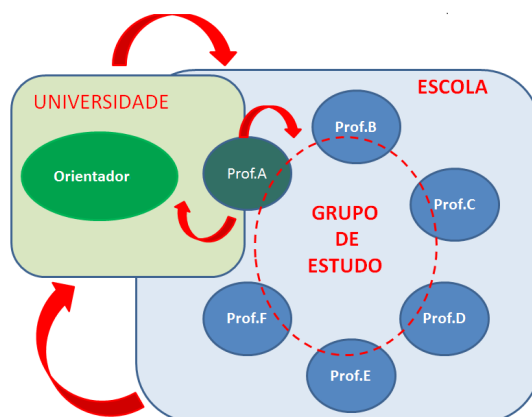 UNIVERSIDADE
ESCOLA
Prof.B
Orientador
Prof.A
Prof.C
GRUPO
DE
ESTUDO
Prof.F
Prof.D
Prof.E